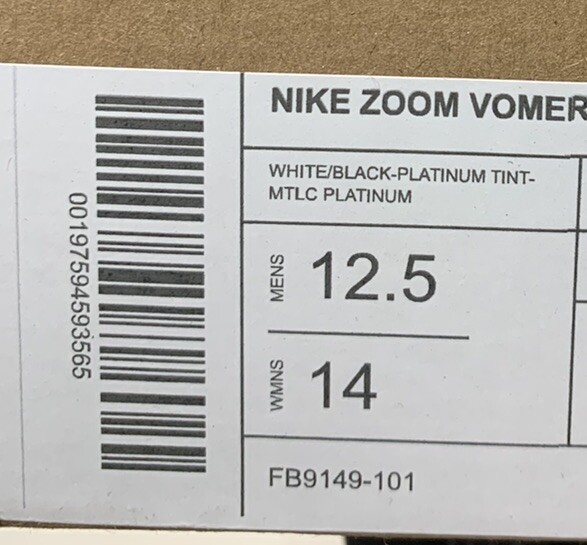 NIKE ZOOM VOMER
WHITE/BLACK-PLATINUM TINT-
MTLC PLATINUM
MENS 12.5
WMNS 14
FB9149-101
00197594593565